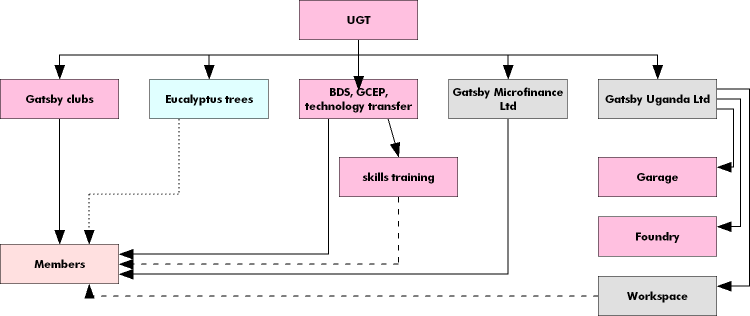 UGT
Gatsby clubs
Eucalyptus trees
BDS, GCEP,
technology transfer
Gatsby Microfinance
Ltd
Gatsby Uganda Ltd
skills training
Garage
Foundry
Members
Workspace